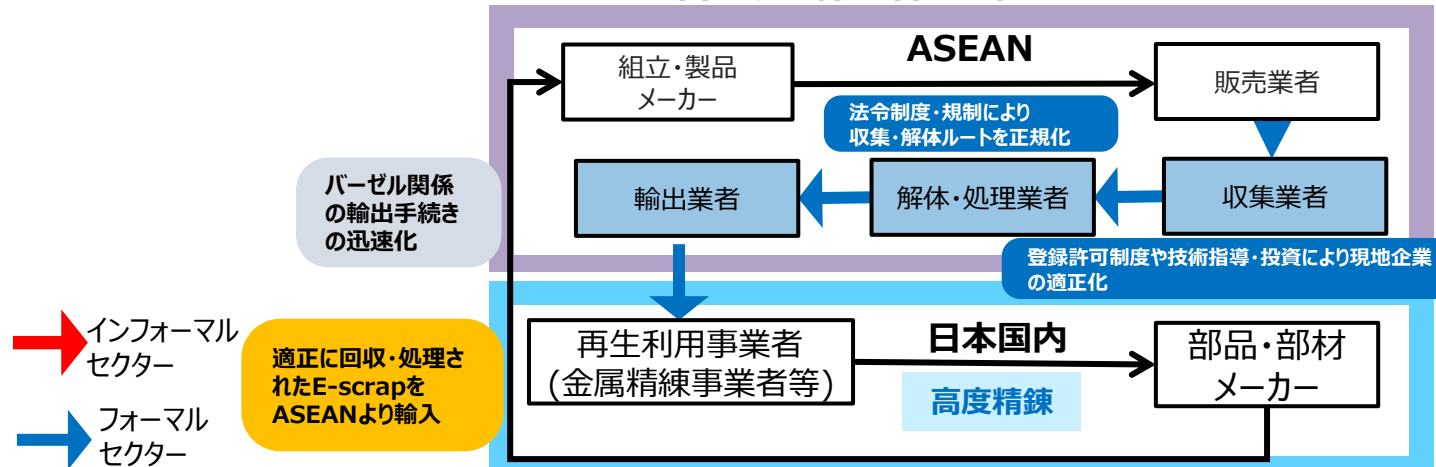 ASEAN
組立・製品
メーカー
販売業者
法令制度・規制により
収集・解体ルートを正規化
バーゼル関係
の輸出手続き
の迅速化
輸出業者
解体・処理業者
収集業者
登録許可制度や技術指導・投資により現地企業
の適正化
インフォーマル
セクター
フォーマル
セクター
適正に回収・処理さ
れたE-scrapを
ASEANより輸入
再生利用事業者
(金属精練事業者等)
日本国内
高度精錬
部品・部材
メーカー